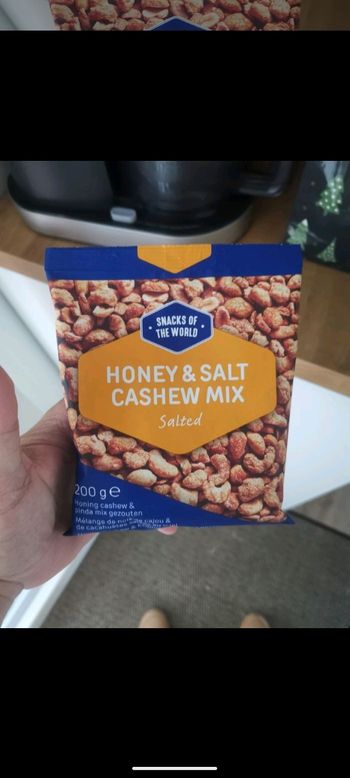 SNACKS OF
THE WORLD
HONEY & SALT
CASHEW MIX
Salted
200 g e
Honing cashew &
pinda mix gezouten
Mélange de cajou &
de cacahuètes